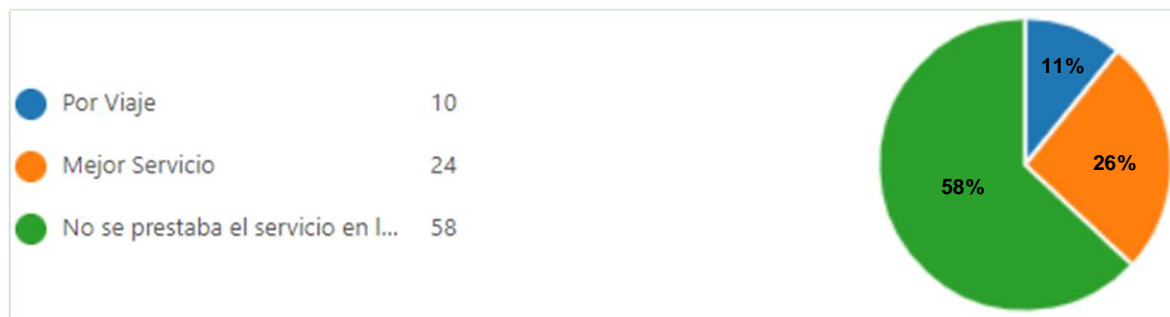 Por Viaje 10
Mejor Servicio 24
No se prestaba el servicio en l... 58
11%
26%
58%